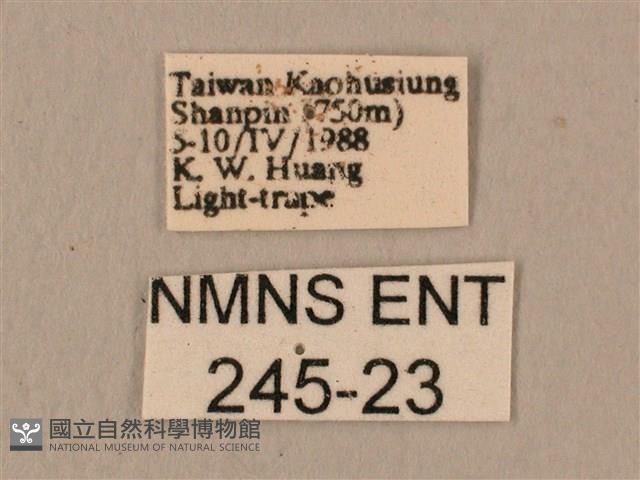 Taiwan Kaohusiung
Shanpin (750m)
5-10/IV/1988
K. W. Huang
Light-trape
NMNS ENT
245-23
國立自然科學博物館
NATIONAL MUSEUM OF NATURAL SCIENCE